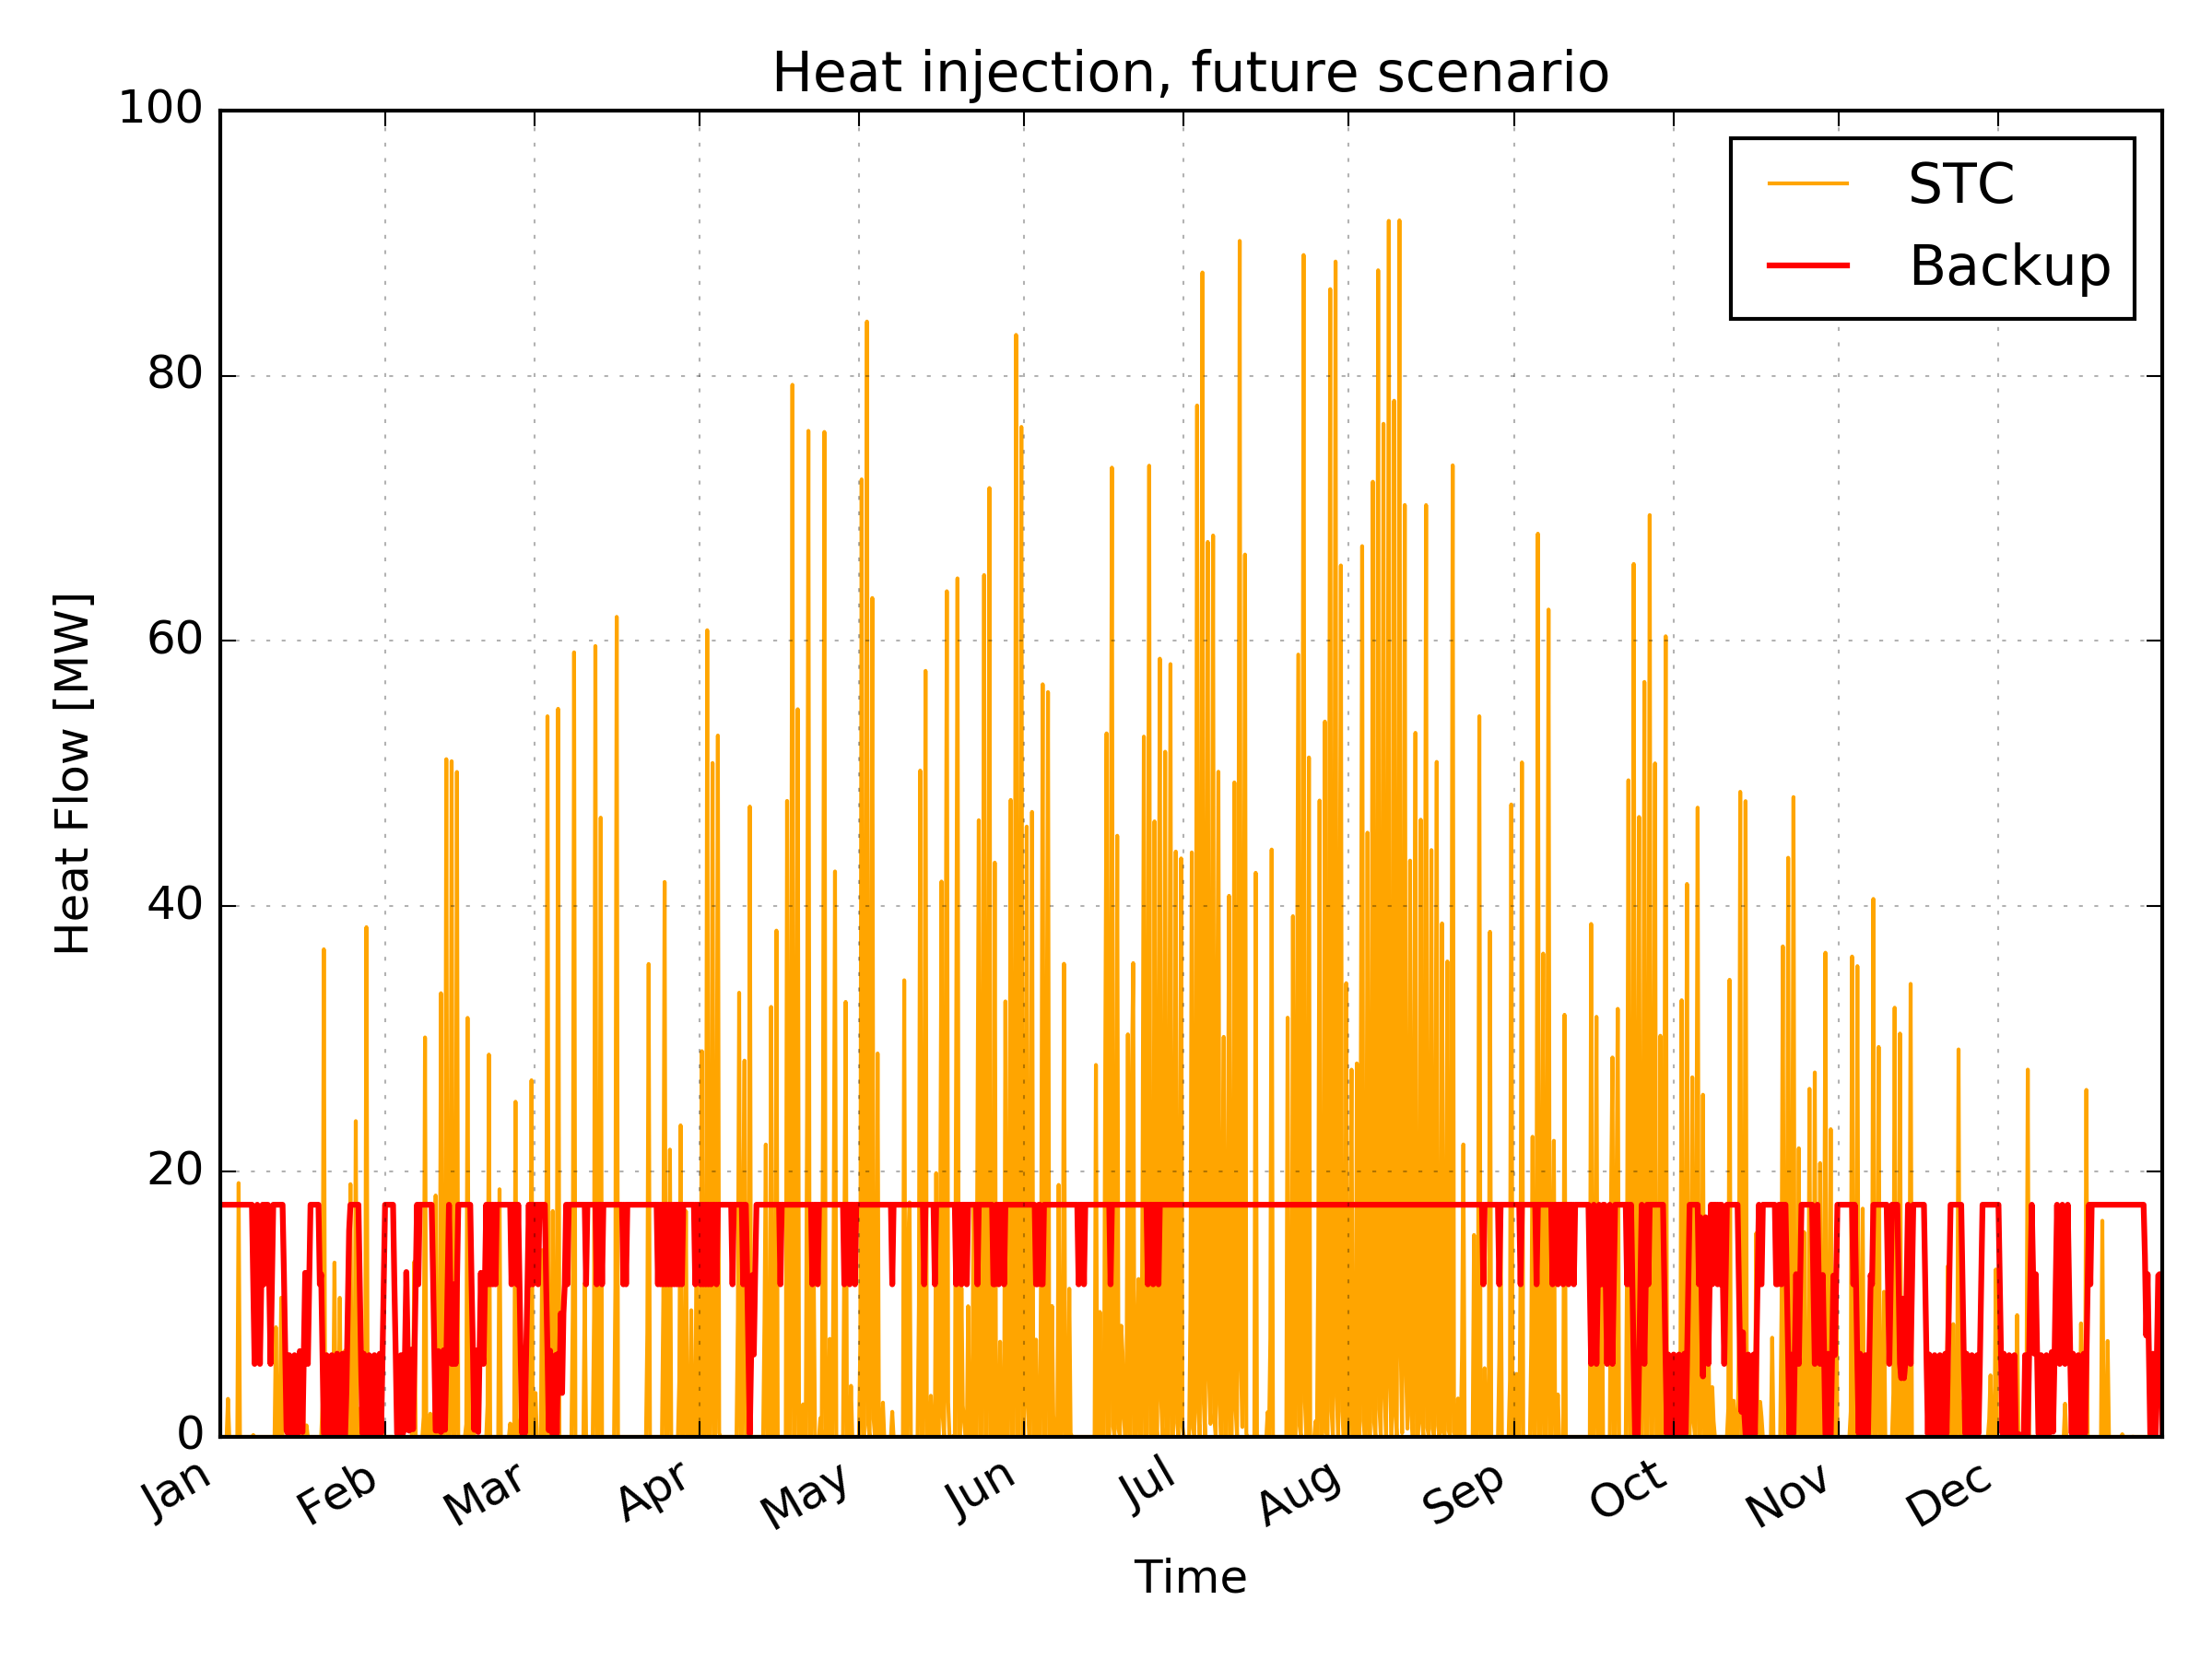 Heat injection, future scenario
100
80
60
40
20
0
Heat Flow [MW]
STC
Backup
Jan Feb Mar Apr May Jun Jul Aug Sep Oct Nov Dec
Time